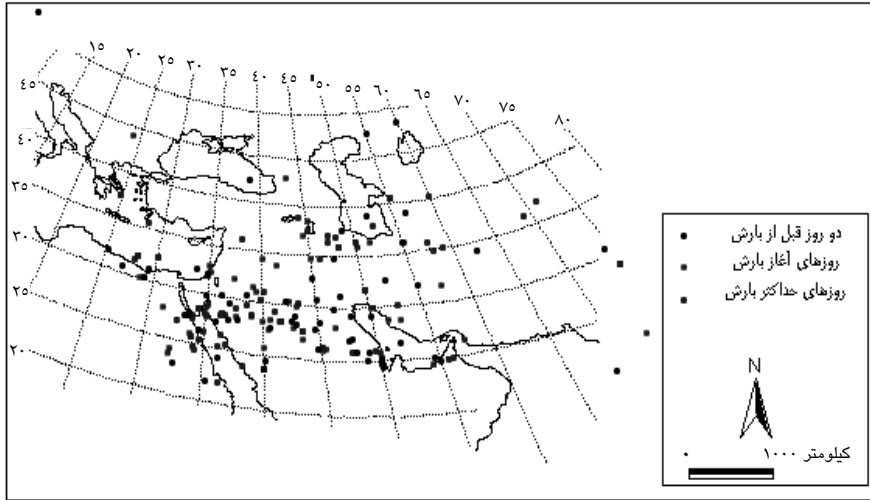 ۱۵ ۲۰ ۲۵ ۳۰ ۳۵ ۴۰ ۴۵ ۵۰ ۵۵ ۶۰ ۶۵ ۷۰ ۷۵ ۸۰
۴۵
۴۰
۳۵
۳۰
۲۵
۲۰
دو روز قبل از بارش
روزهای آغاز بارش
روزهای حداکثر بارش
N
۰ ۱۰۰۰ کیلومتر